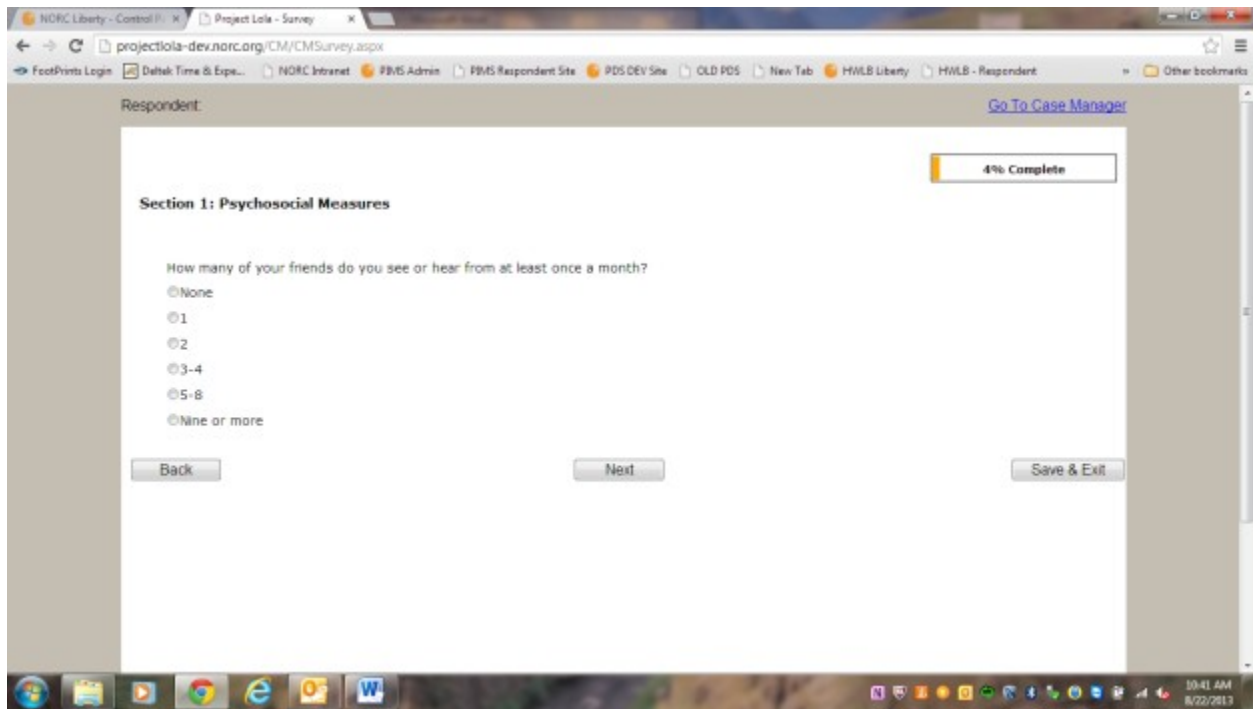 NORC Liberty - Control P
Project Lola - Survey
projectlola-dev.norc.org/CM/CMSurvey.aspx
FootPrints Login
Deltek Time & Expe...
NORC Intranet
PIMS Admin
PIMS Respondent Site
PDS DEV Site
OLD PDS
New Tab
HWLB Liberty
HWLB - Respondent
»
Other bookmarks
Respondent:
Go To Case Manager
4% Complete
Section 1: Psychosocial Measures
How many of your friends do you see or hear from at least once a month?
None
1
2
3-4
5-8
Nine or more
Back
Next
Save & Exit
10:41 AM
8/22/2013